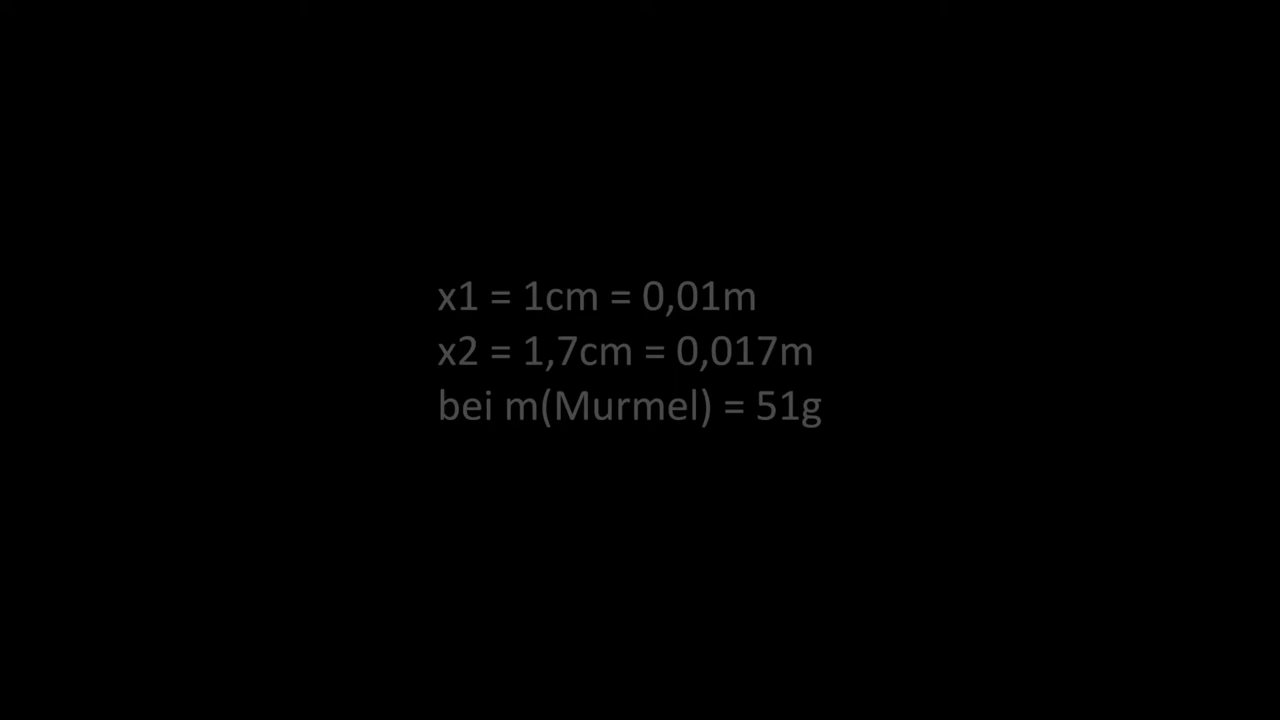 x1 = 1cm = 0,01m
x2 = 1,7cm = 0,017m
bei m(Murmel) = 51g